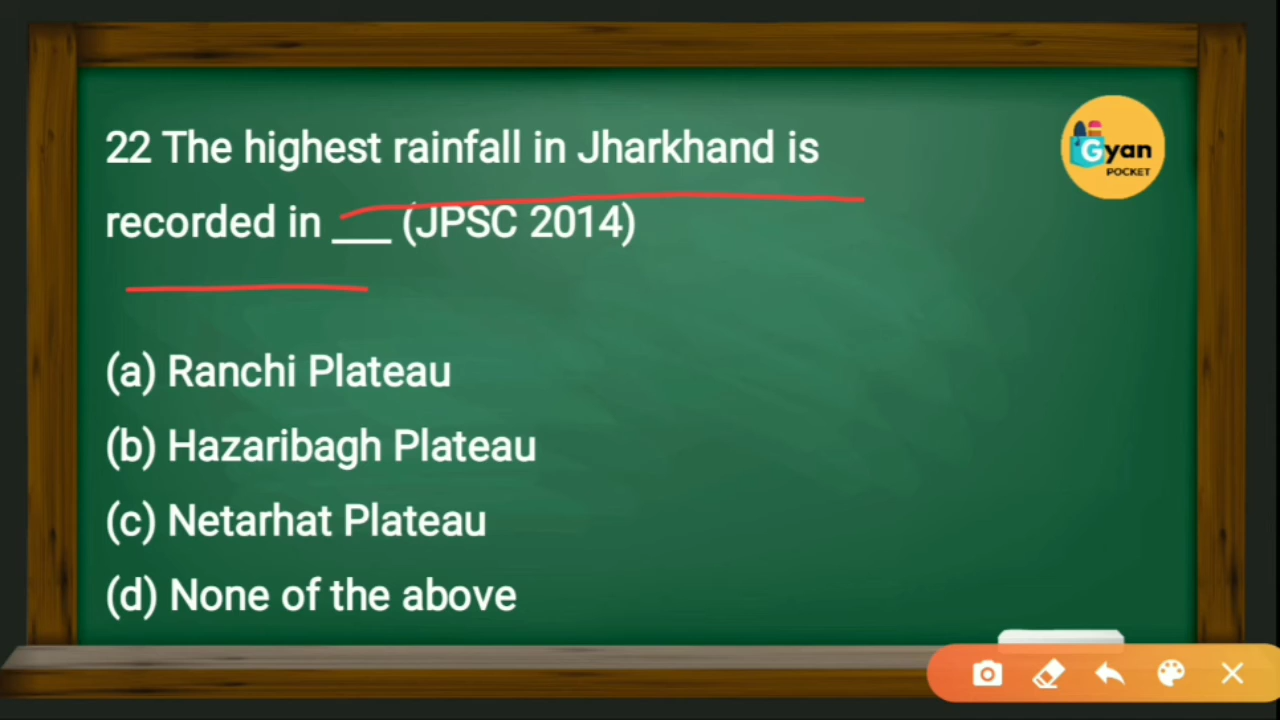 22 The highest rainfall in Jharkhand is
recorded in ___ (JPSC 2014)
(a) Ranchi Plateau
(b) Hazaribagh Plateau
(c) Netarhat Plateau
(d) None of the above
Gyan
POCKET